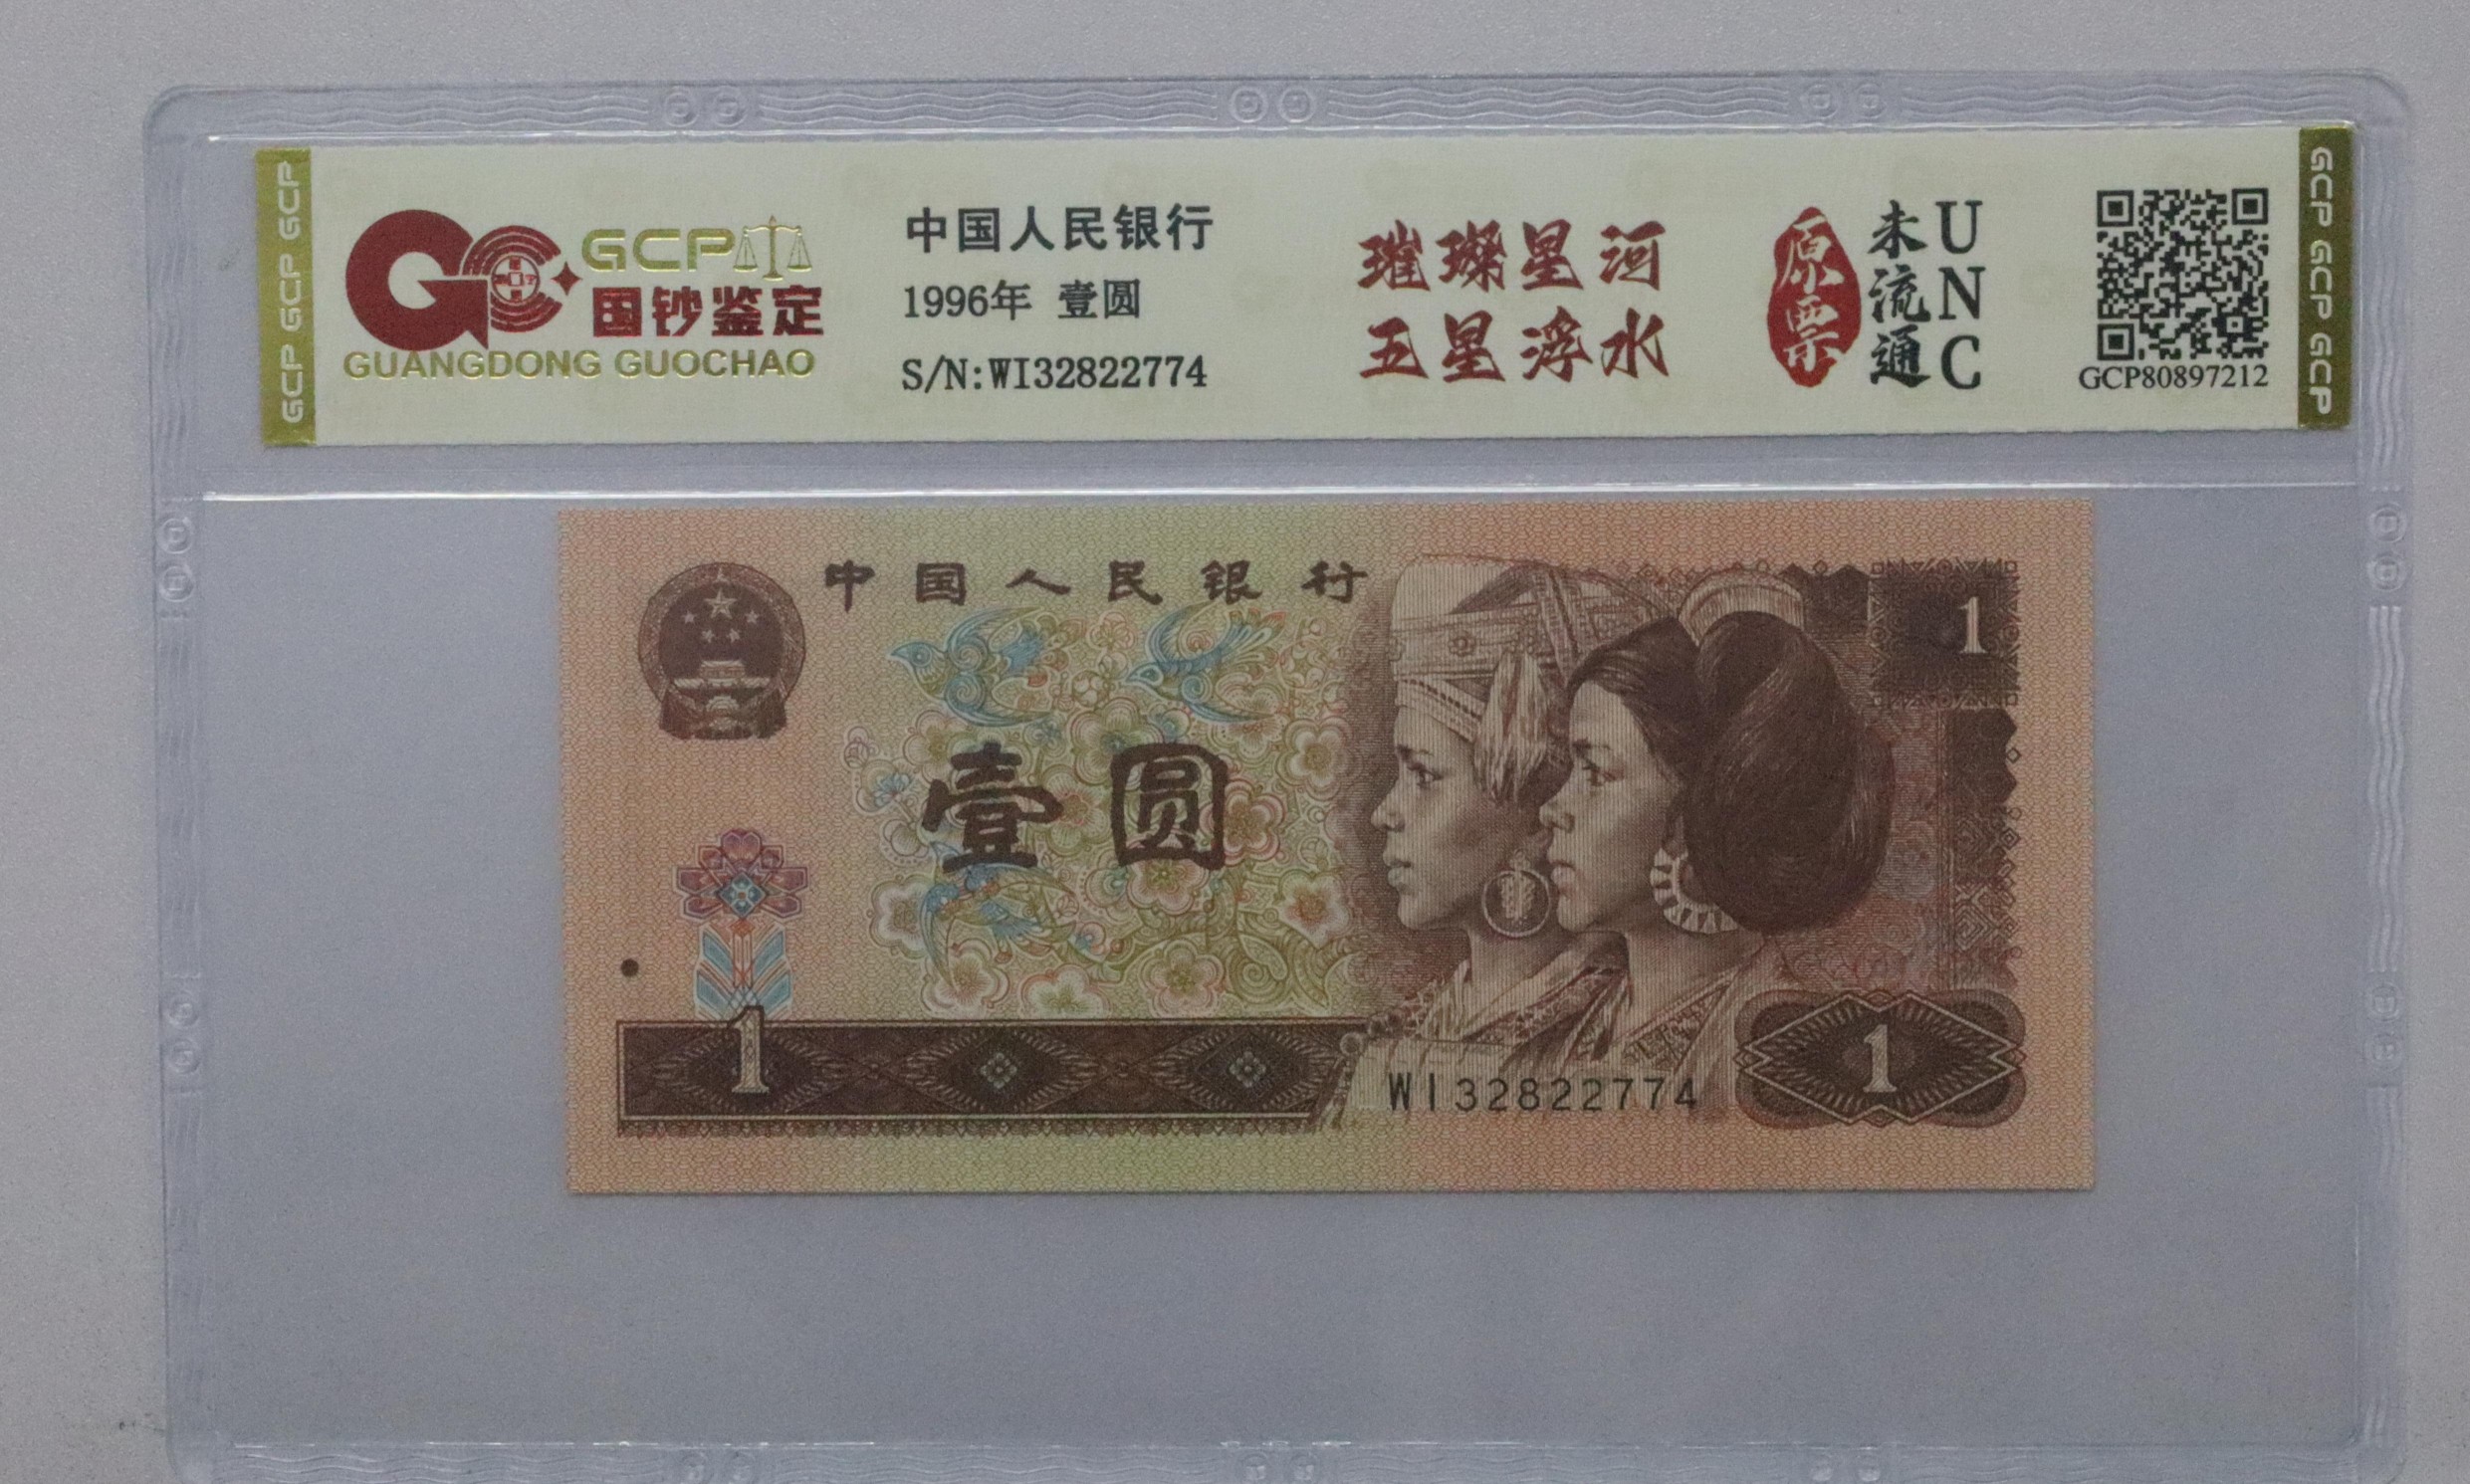 GCP GCP GCP
GCP
国钞鉴定
GUANGDONG GUOCHAO
中国人民银行
1996年 壹圆
S/N:WI32822774
璀璨星河
五星浮水
原票
未流通
UNC
GCP80897212
GCP GCP GCP
中国人民银行
1
壹圆
1
1
WI32822774